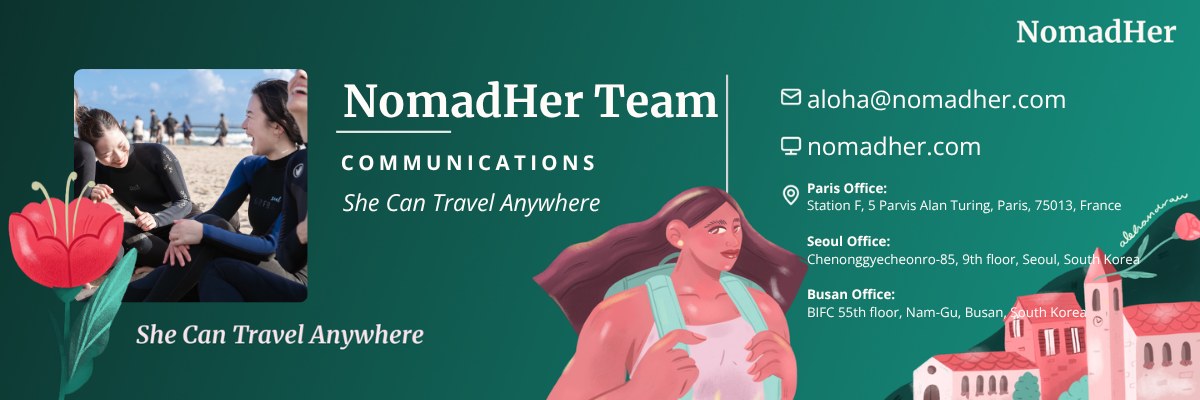 NomadHer
NomadHer Team
COMMUNICATIONS
She Can Travel Anywhere
She Can Travel Anywhere
aloha@nomadher.com
nomadher.com
Paris Office:
Station F, 5 Parvis Alan Turing, Paris, 75013, France
Seoul Office:
Chenonggyecheonro-85, 9th floor, Seoul, South Korea
Busan Office:
BIFC 55th floor, Nam-Gu, Busan, South Korea